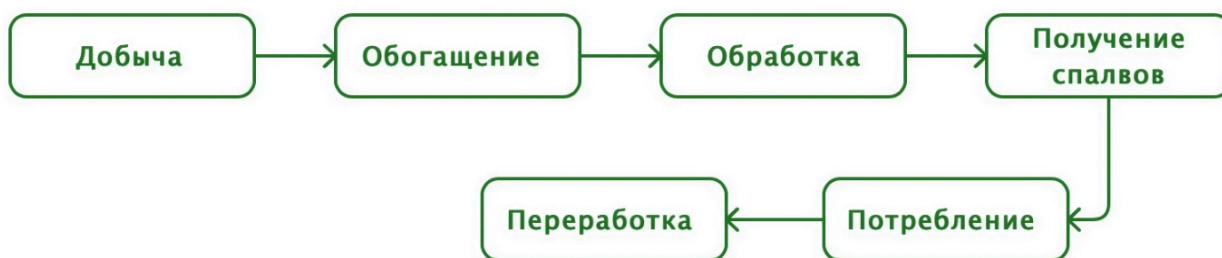 Добыча
Обогащение
Обработка
Получение
спалвов
Потребление
Переработка